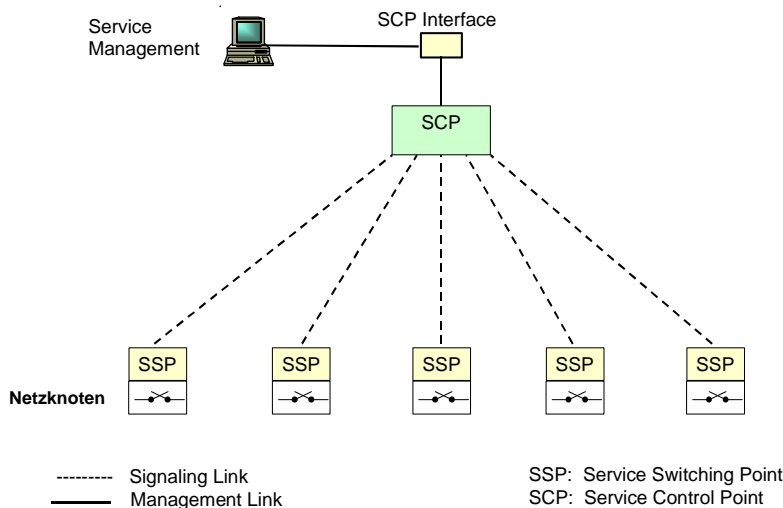 Service
Management
SCP Interface
SCP
SSP SSP SSP SSP SSP
Netzknoten
Signaling Link
Management Link
SSP: Service Switching Point
SCP: Service Control Point